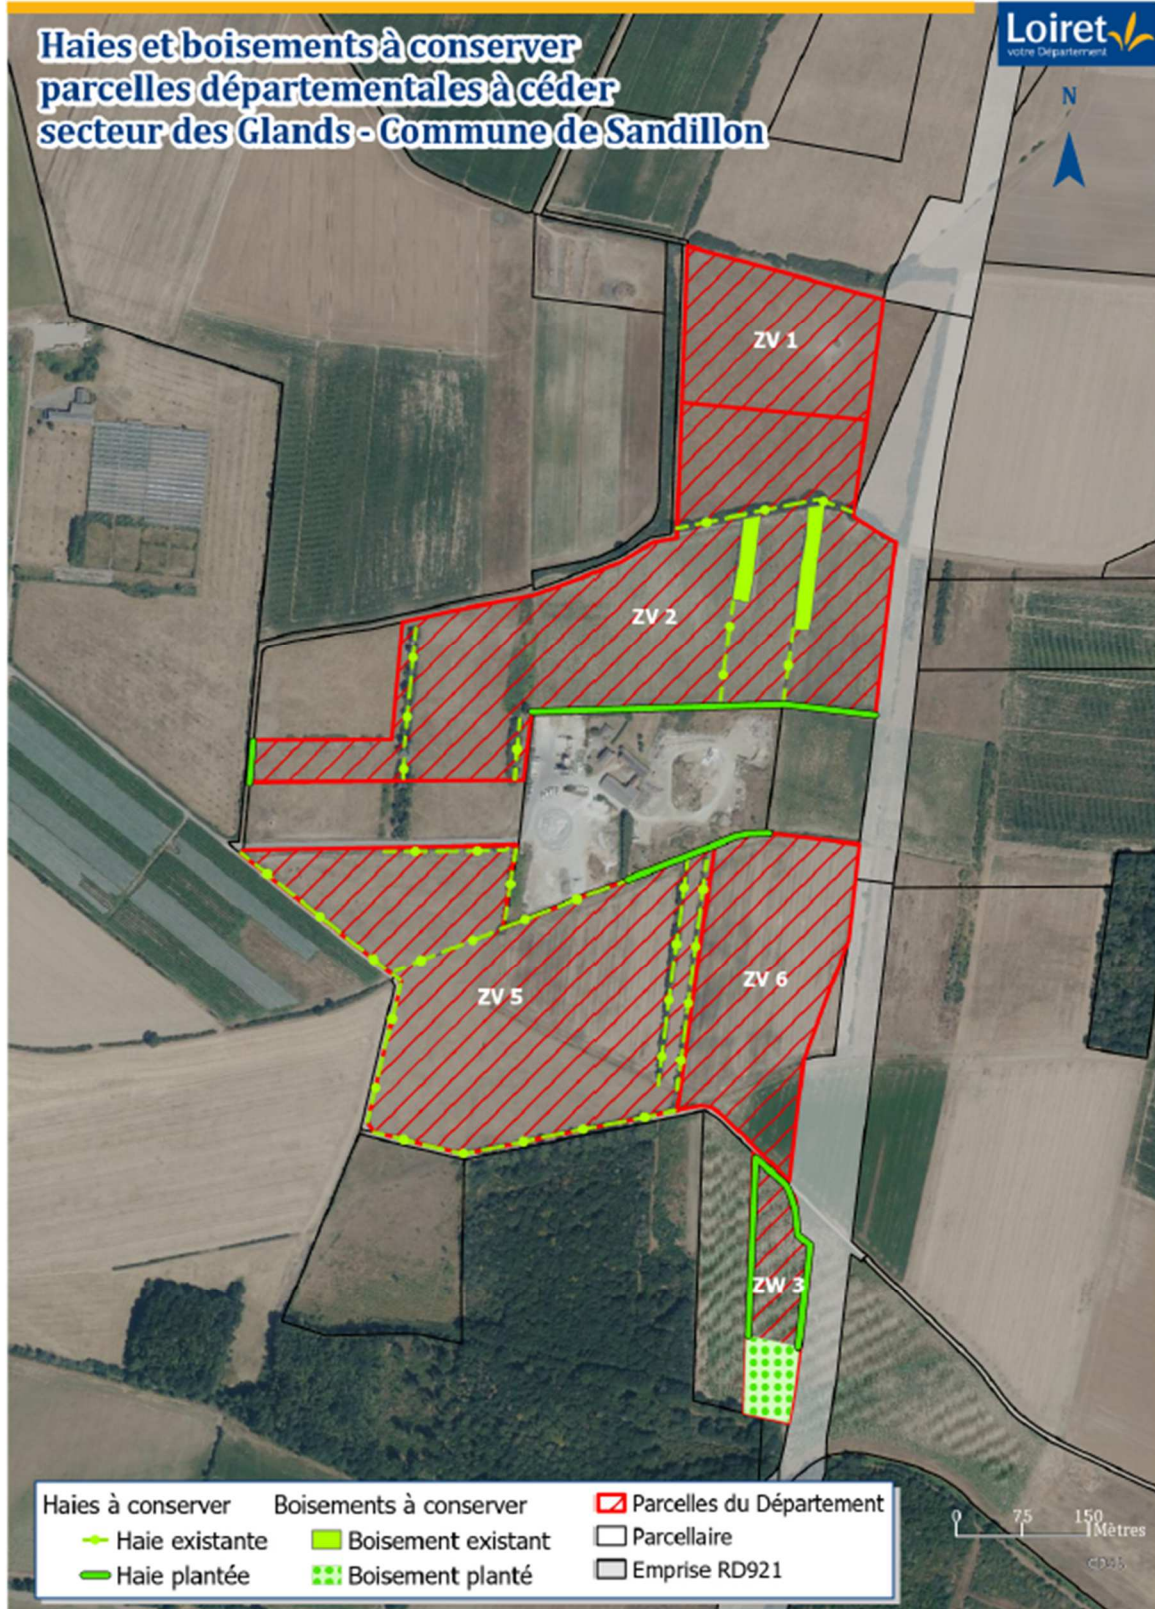 Haies et boisements à conserver
parcelles départementales à céder
secteur des Glands - Commune de Sandillon
Loiret
votre Département
N
ZV 1
ZV 2
ZV 5
ZV 6
ZW 3
Haies à conserver
Haie existante
Haie plantée
Boisements à conserver
Boisement existant
Boisement planté
Parcelles du Département
Parcellaire
Emprise RD921
0 75 150
Mètres